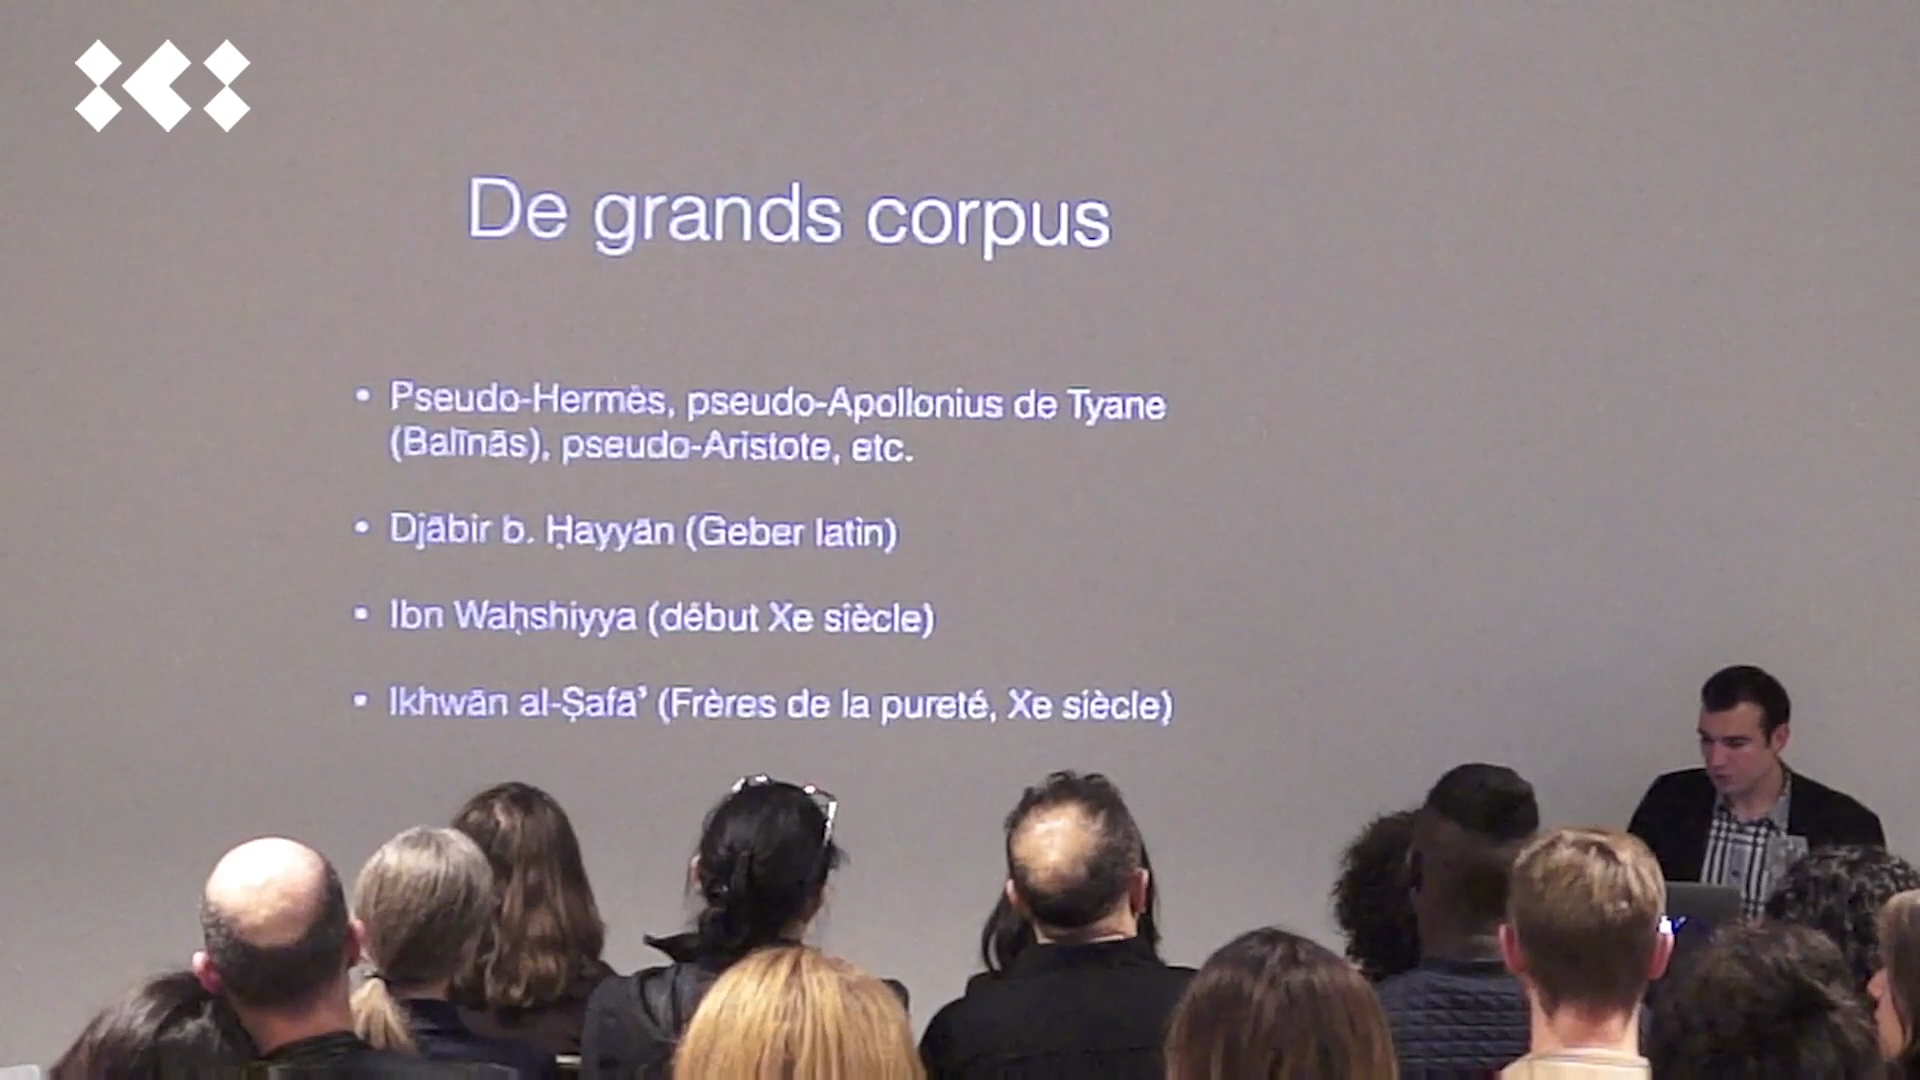 De grands corpus
• Pseudo-Hermès, pseudo-Apollonius de Tyane
(Balīnās), pseudo-Aristote, etc.
• Djābir b. Ḥayyān (Geber latin)
• Ibn Waḥshiyya (début Xe siècle)
• Ikhwān al-Ṣafāʾ (Frères de la pureté, Xe siècle)